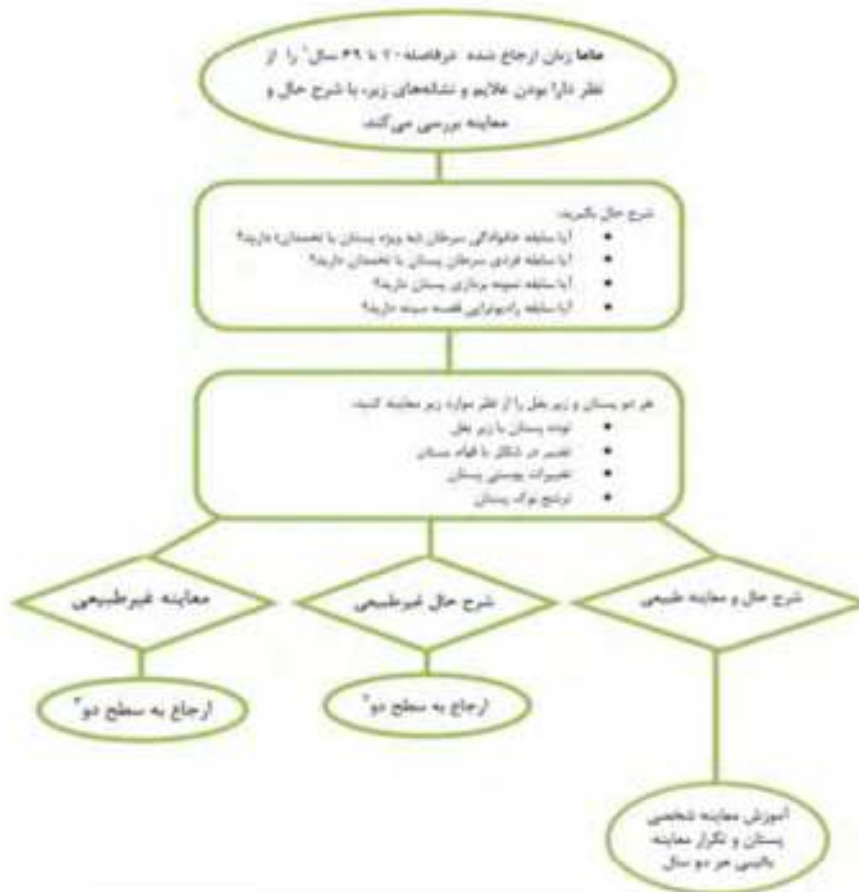 ماما زنان ارجاع شده درفاصله ۷۰ تا ۶۹ سال¹ را از
نظر دارا بودن علایم و نشانه‌های زیر، با شرح حال و
معاینه بررسی می‌کند.
شرح حال بگیرید.
• آیا سابقه خانوادگی سرطان (به ویژه پستان یا تخمدان) دارید؟
• آیا سابقه فردی سرطان پستان یا تخمدان دارید؟
• آیا سابقه نمونه برداری پستان دارید؟
• آیا سابقه رادیوتراپی قفسه سینه دارید؟
هر دو پستان و زیر بغل را از نظر موارد زیر معاینه کنید.
• توده پستان یا زیر بغل
• تغییر در شکل یا قوام پستان
• تغییرات پوستی پستان
• ترشح نوک پستان
شرح حال و معاینه طبیعی
شرح حال غیرطبیعی
معاینه غیرطبیعی
ارجاع به سطح دو²
ارجاع به سطح دو²
آموزش معاینه شخصی
پستان و تکرار معاینه
بالینی هر دو سال